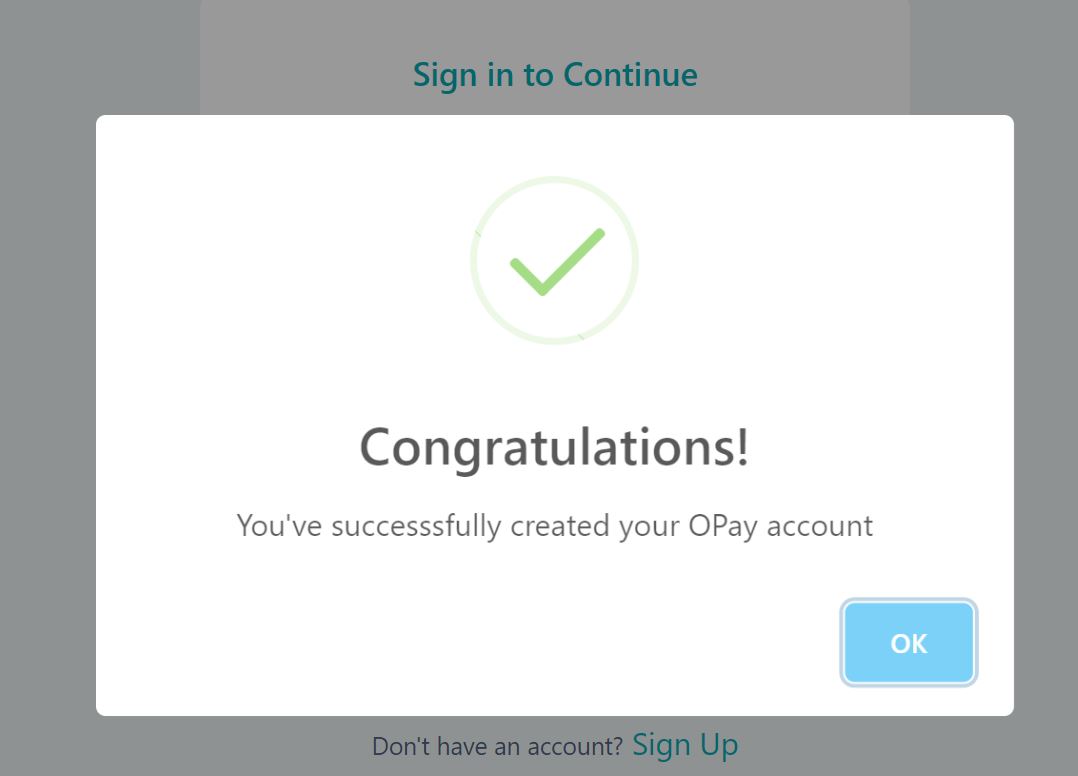 Sign in to Continue
Congratulations!
You've successsfully created your OPay account
OK
Don't have an account? Sign Up